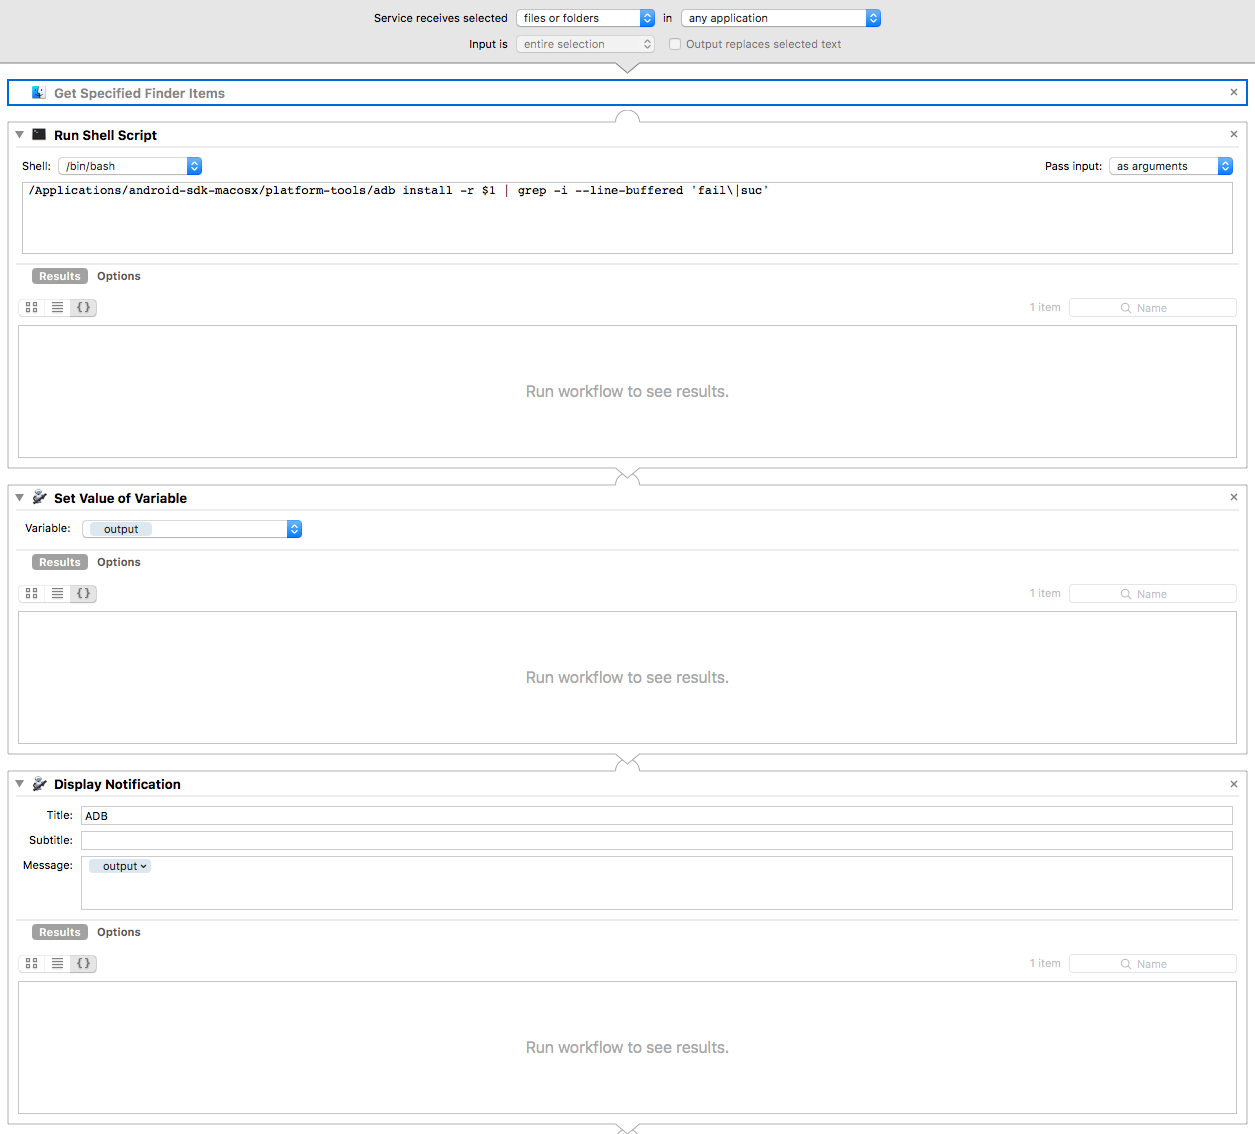 Service receives selected files or folders in any application
Input is entire selection Output replaces selected text
Get Specified Finder Items
Run Shell Script
Shell: /bin/bash Pass input: as arguments
/Applications/android-sdk-macosx/platform-tools/adb install -r $1 | grep -i --line-buffered 'fail\|suc'
Results Options
{} 1 item Name
Run workflow to see results.
Set Value of Variable
Variable: output
Results Options
{} 1 item Name
Run workflow to see results.
Display Notification
Title: ADB
Subtitle:
Message: output
Results Options
{} 1 item Name
Run workflow to see results.